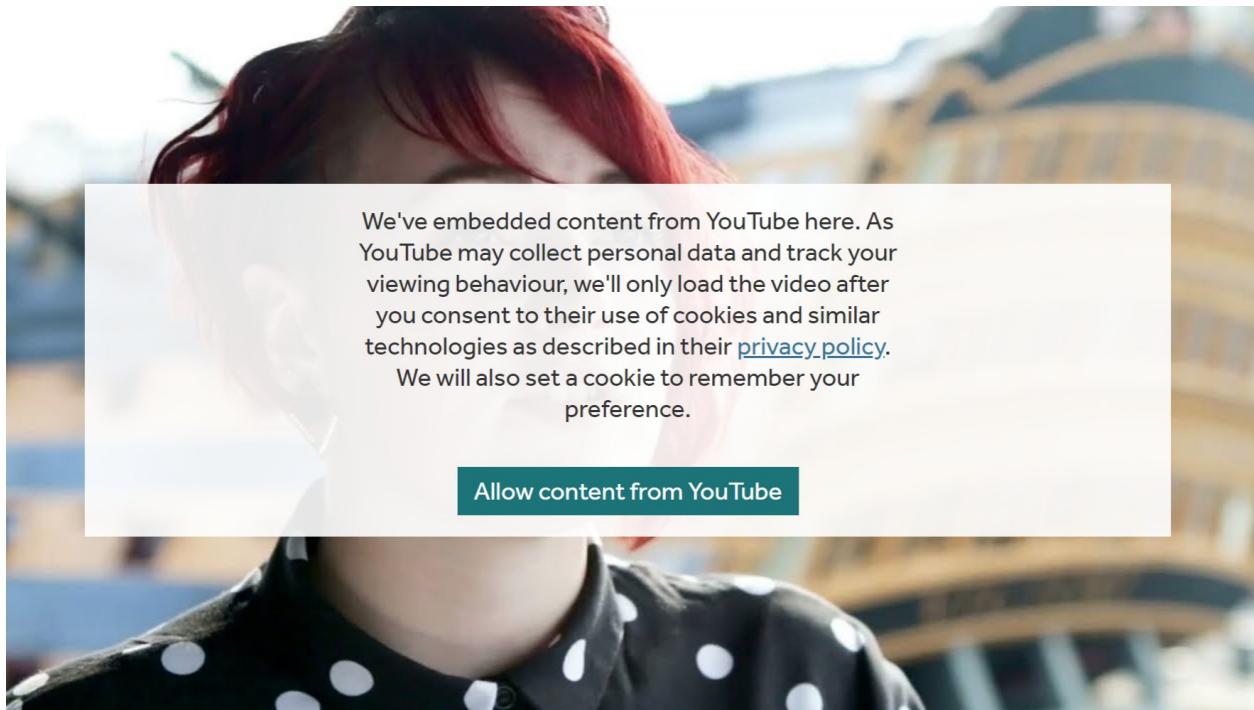 We've embedded content from YouTube here. As
YouTube may collect personal data and track your
viewing behaviour, we'll only load the video after
you consent to their use of cookies and similar
technologies as described in their privacy policy.
We will also set a cookie to remember your
preference.
Allow content from YouTube